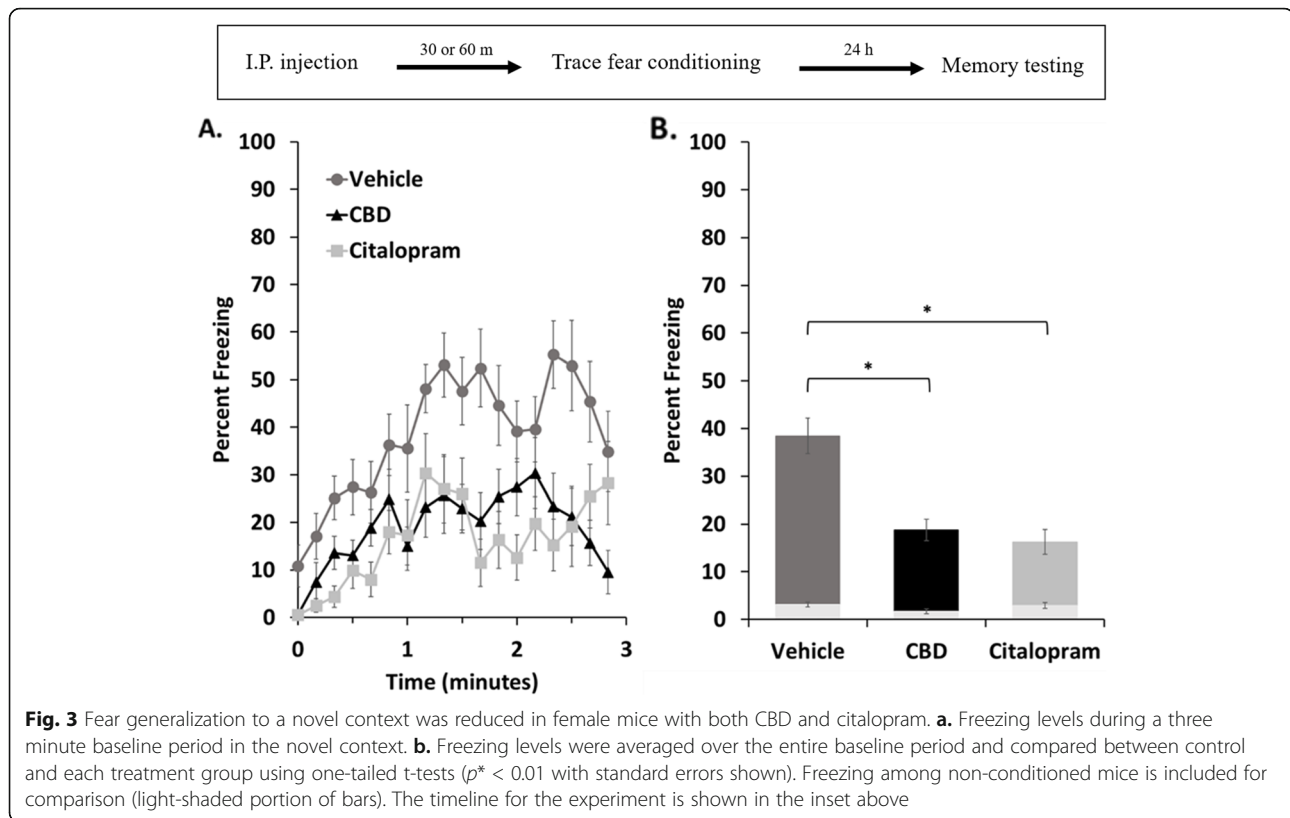 30 or 60 m 24 h
I.P. injection Trace fear conditioning Memory testing
A.
100
90
80
70
60
50
40
30
20
10
0
Percent Freezing
Vehicle
CBD
Citalopram
0 1 2 3
Time (minutes)
B.
100
90
80
70
60
50
40
30
20
10
0
Percent Freezing
*
*
Vehicle CBD Citalopram
Fig. 3 Fear generalization to a novel context was reduced in female mice with both CBD and citalopram. a. Freezing levels during a three
minute baseline period in the novel context. b. Freezing levels were averaged over the entire baseline period and compared between control
and each treatment group using one-tailed t-tests (p* < 0.01 with standard errors shown). Freezing among non-conditioned mice is included for
comparison (light-shaded portion of bars). The timeline for the experiment is shown in the inset above